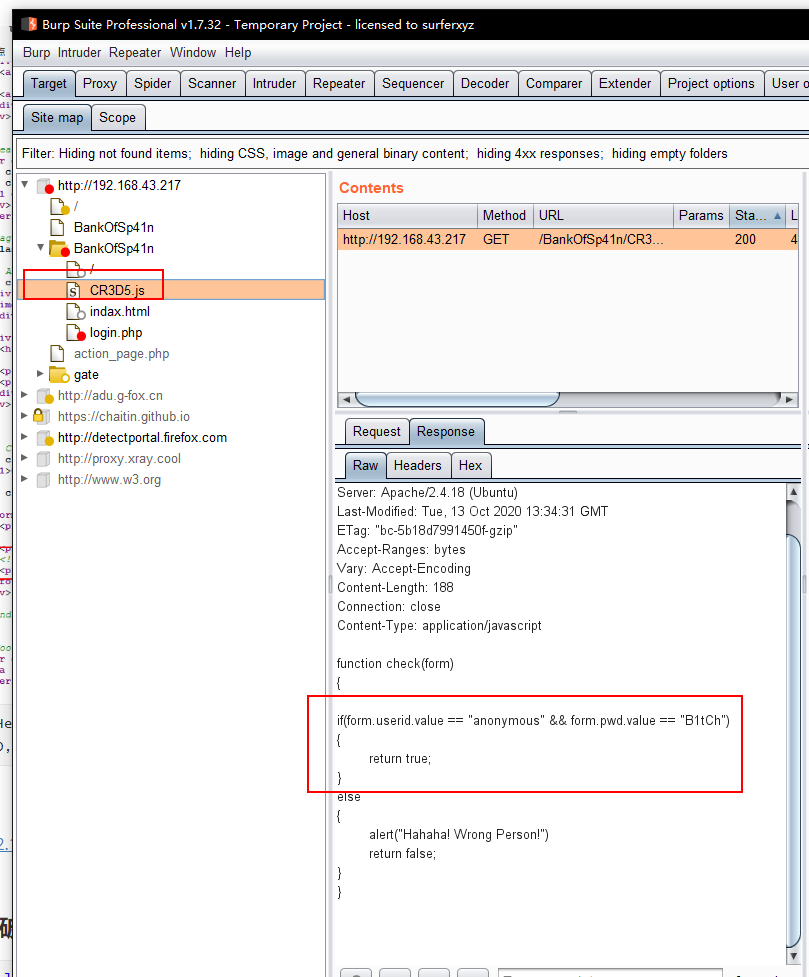 Burp Suite Professional v1.7.32 - Temporary Project - licensed to surferxyz
Burp Intruder Repeater Window Help
Target Proxy Spider Scanner Intruder Repeater Sequencer Decoder Comparer Extender Project options User o
Site map Scope
Filter: Hiding not found items; hiding CSS, image and general binary content; hiding 4xx responses; hiding empty folders
http://192.168.43.217
/
BankOfSp41n
BankOfSp41n
/
CR3D5.js
indax.html
login.php
action_page.php
gate
http://adu.g-fox.cn
https://chaitin.github.io
http://detectportal.firefox.com
http://proxy.xray.cool
http://www.w3.org
Contents
Host Method URL Params Sta... L
http://192.168.43.217 GET /BankOfSp41n/CR3... 200 4
Request Response
Raw Headers Hex
Server: Apache/2.4.18 (Ubuntu)
Last-Modified: Tue, 13 Oct 2020 13:34:31 GMT
ETag: "bc-5b18d7991450f-gzip"
Accept-Ranges: bytes
Vary: Accept-Encoding
Content-Length: 188
Connection: close
Content-Type: application/javascript
function check(form)
{
if(form.userid.value == "anonymous" && form.pwd.value == "B1tCh")
{
return true;
}
else
{
alert("Hahaha! Wrong Person!")
return false;
}
}